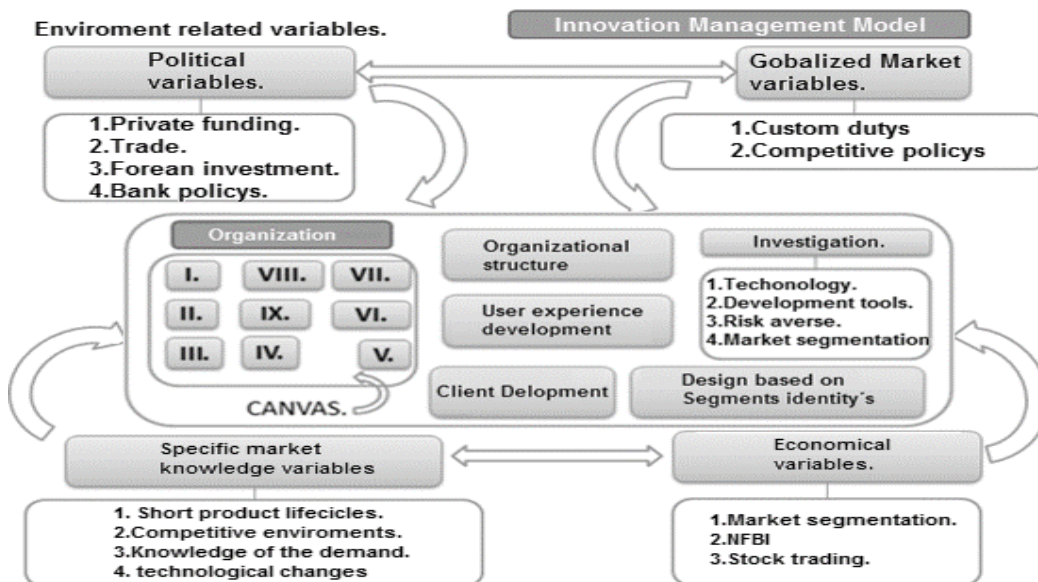 Enviroment related variables.
Innovation Management Model
Political
variables.
Gobalized Market
variables.
1.Private funding.
2.Trade.
3.Forean investment.
4.Bank policys.
1.Custom dutys
2.Competitive policys
Organization
I. VIII. VII.
II. IX. VI.
III. IV. V.
CANVAS.
Organizational
structure
User experience
development
Client Delopment
Investigation.
1.Techonology.
2.Development tools.
3.Risk averse.
4.Market segmentation
Design based on
Segments identity´s
Specific market
knowledge variables
1. Short product lifecicles.
2.Competitive enviroments.
3.Knowledge of the demand.
4. technological changes
Economical
variables.
1.Market segmentation.
2.NFBI
3.Stock trading.